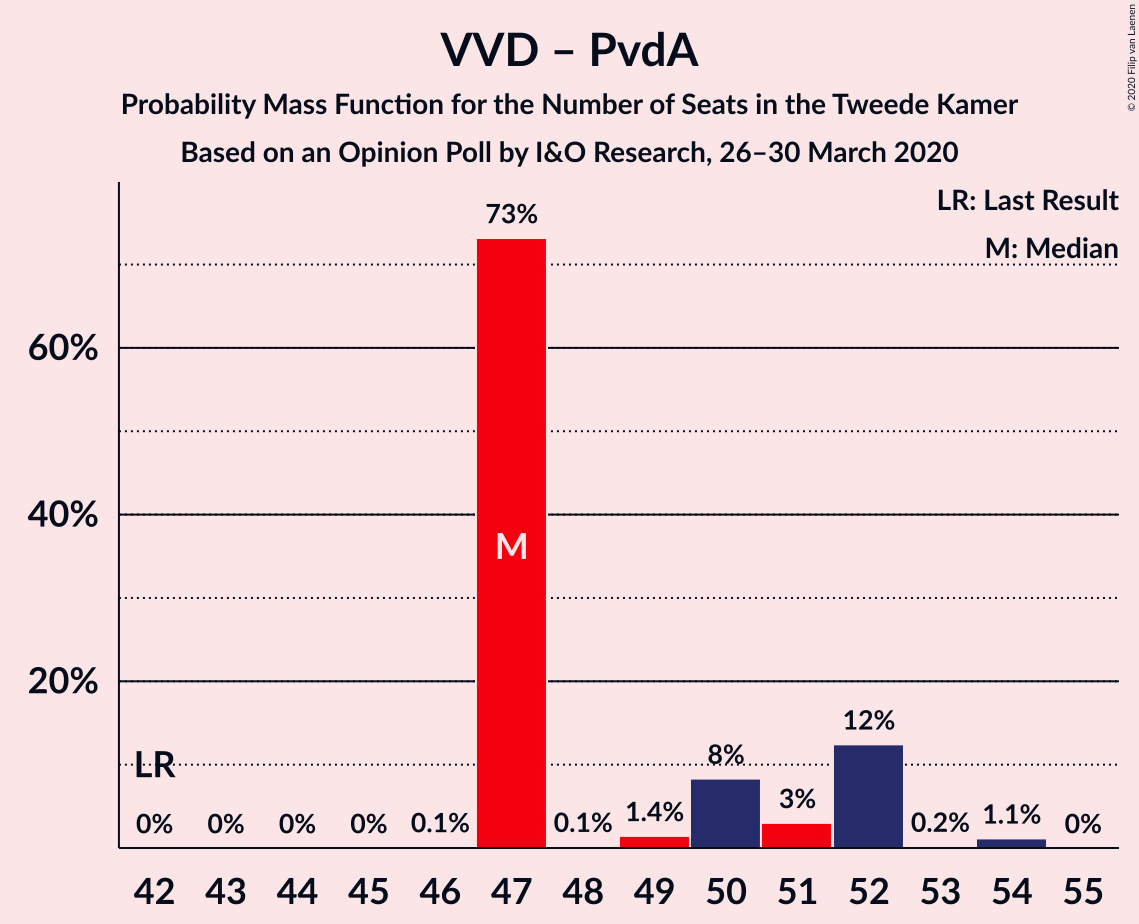 VVD – PvdA
Probability Mass Function for the Number of Seats in the Tweede Kamer
Based on an Opinion Poll by I&O Research, 26–30 March 2020
© 2020 Filip van Laenen
LR: Last Result
M: Median
73%
60%
40%
M
20%
12%
LR
8%
0% 0% 0% 0% 0.1% 0.1% 1.4% 3% 0.2% 1.1% 0%
42 43 44 45 46 47 48 49 50 51 52 53 54 55